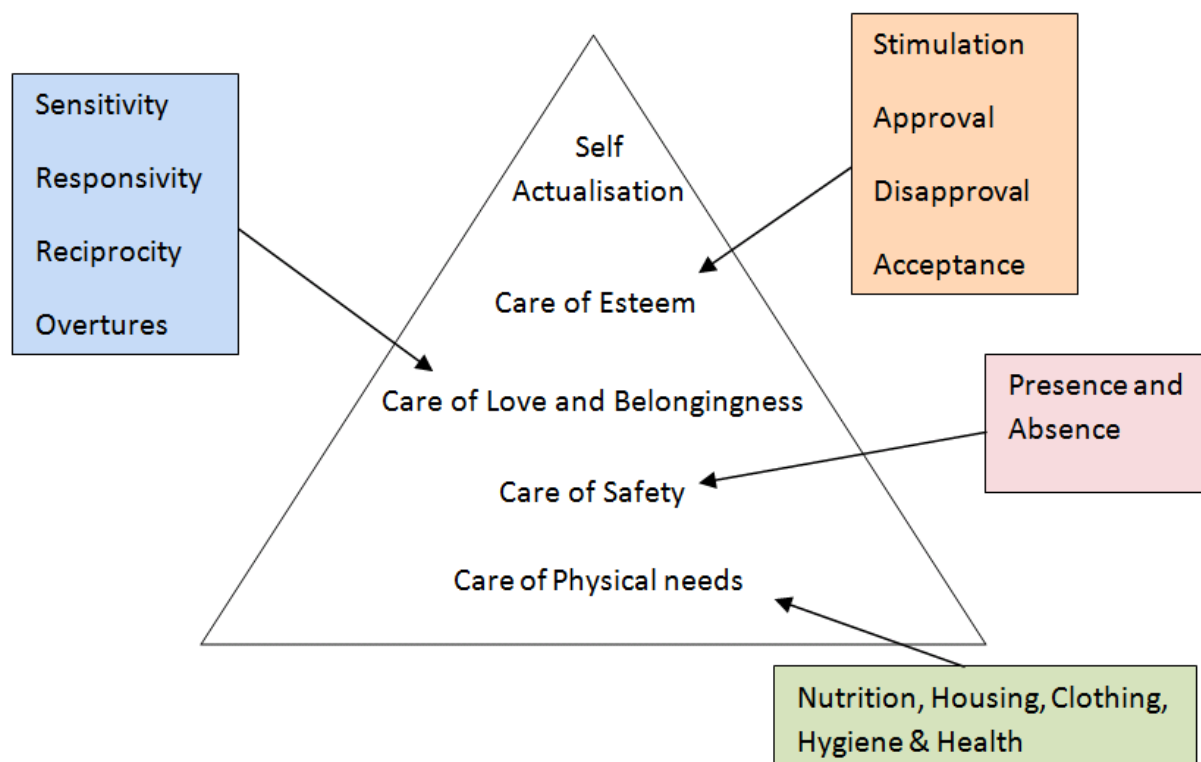 Stimulation
Approval
Disapproval
Acceptance
Sensitivity
Responsivity
Reciprocity
Overtures
Self
Actualisation
Care of Esteem
Care of Love and Belongingness
Presence and
Absence
Care of Safety
Care of Physical needs
Nutrition, Housing, Clothing,
Hygiene & Health